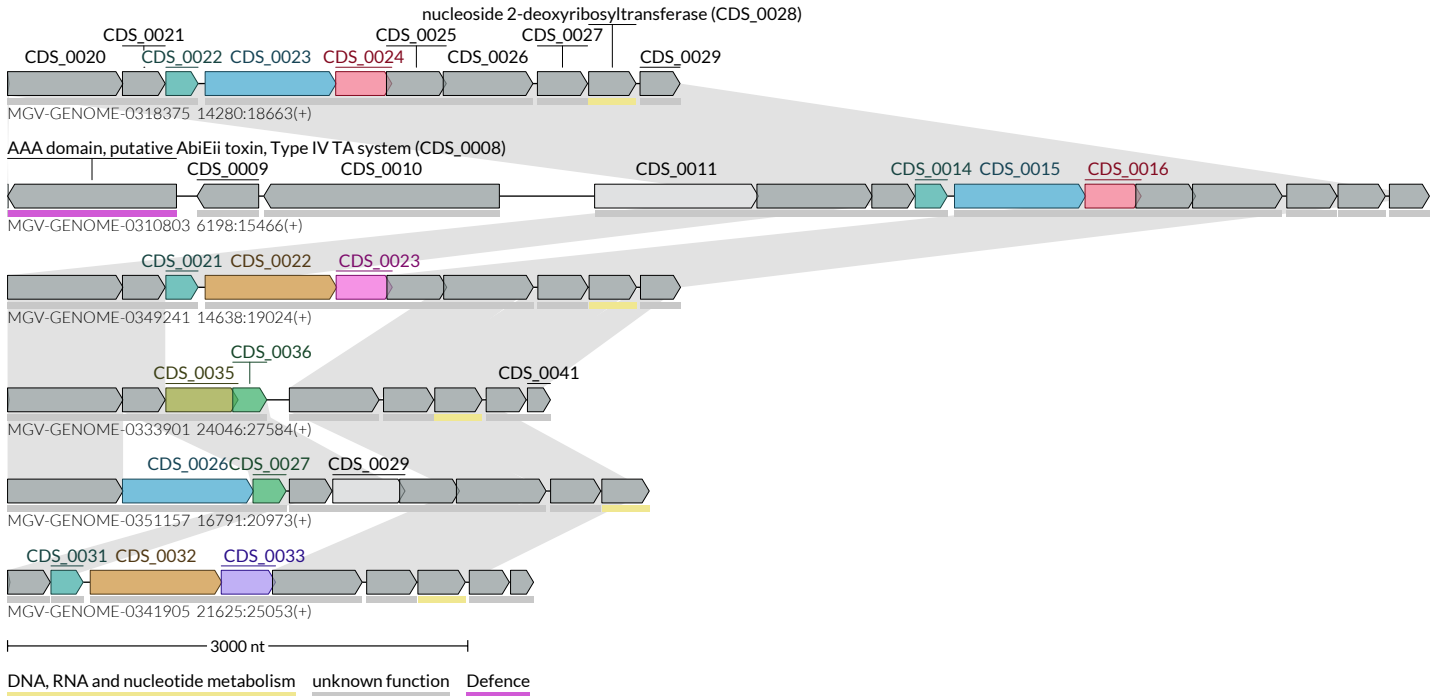 nucleoside 2-deoxyribosyltransferase (CDS_0028)
CDS_0021 CDS_0025 CDS_0027
CDS_0020 CDS_0022 CDS_0023 CDS_0024 CDS_0026 CDS_0029
MGV-GENOME-0318375 14280:18663(+)
AAA domain, putative AbiEii toxin, Type IV TA system (CDS_0008)
CDS_0009 CDS_0010 CDS_0011 CDS_0014 CDS_0015 CDS_0016
MGV-GENOME-0310803 6198:15466(+)
CDS_0021 CDS_0022 CDS_0023
MGV-GENOME-0349241 14638:19024(+)
CDS_0036
CDS_0035 CDS_0041
MGV-GENOME-0333901 24046:27584(+)
CDS_0026 CDS_0027 CDS_0029
MGV-GENOME-0351157 16791:20973(+)
CDS_0031 CDS_0032 CDS_0033
MGV-GENOME-0341905 21625:25053(+)
3000 nt
DNA, RNA and nucleotide metabolism unknown function Defence